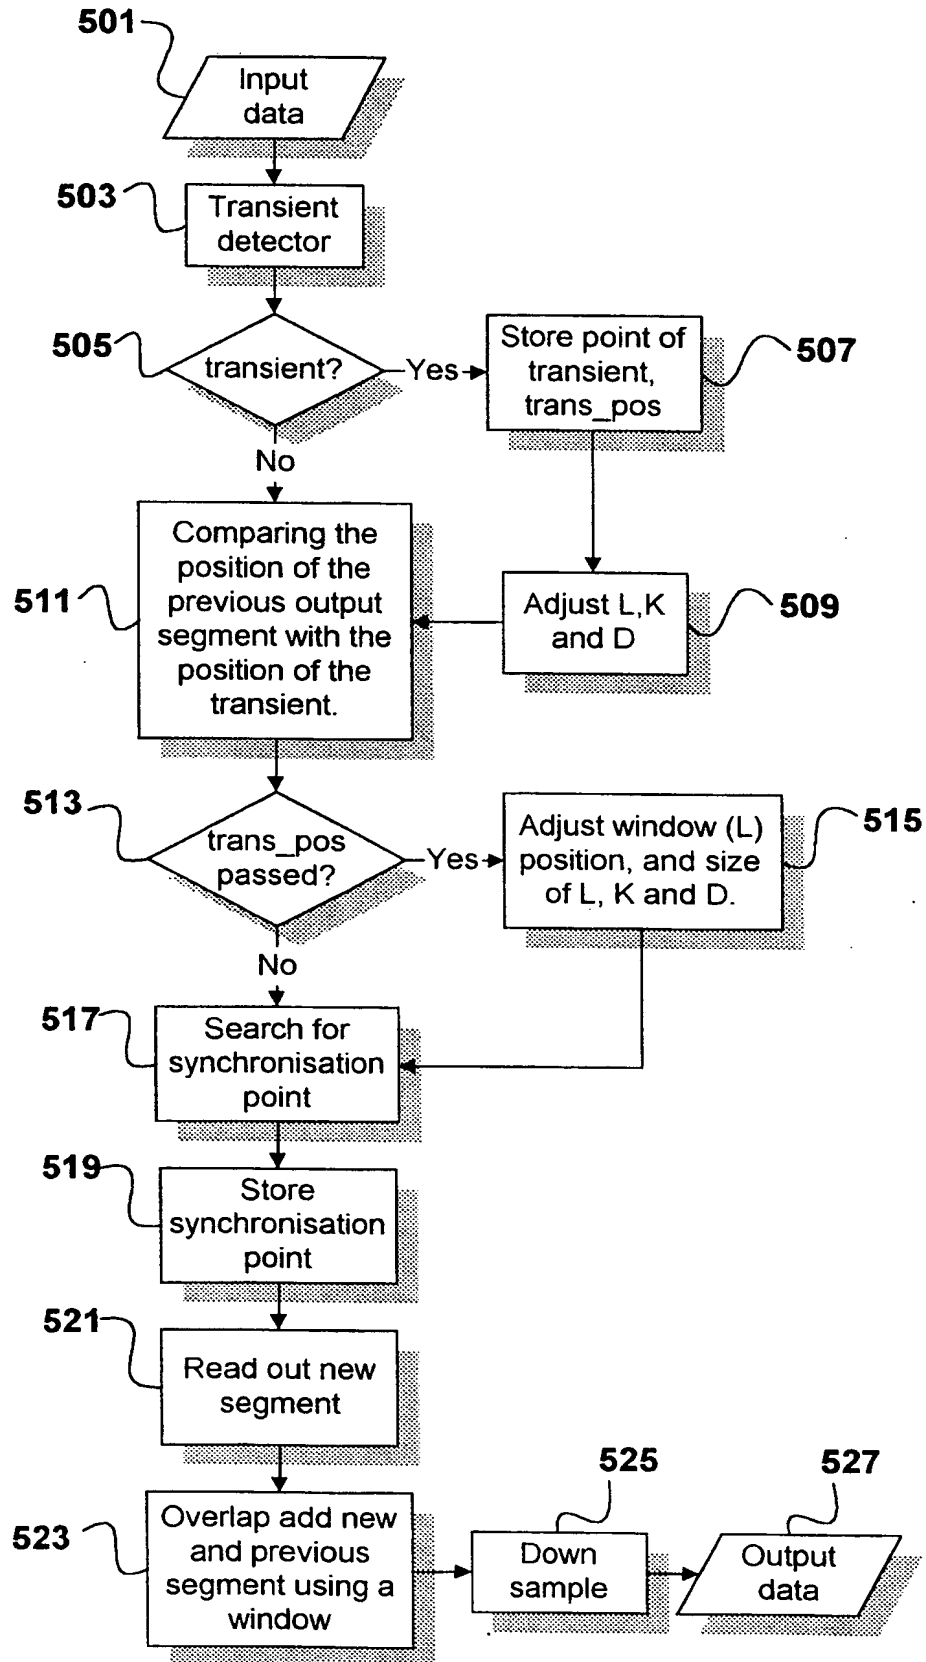 501
Input
data
503
Transient
detector
505
transient?
Yes
Store point of
transient,
trans_pos
507
No
Comparing the
position of the
previous output
segment with the
position of the
transient.
511
Adjust L,K
and D
509
513
trans_pos
passed?
Yes
Adjust window (L)
position, and size
of L, K and D.
515
No
517
Search for
synchronisation
point
519
Store
synchronisation
point
521
Read out new
segment
523
Overlap add new
and previous
segment using a
window
525
Down
sample
527
Output
data